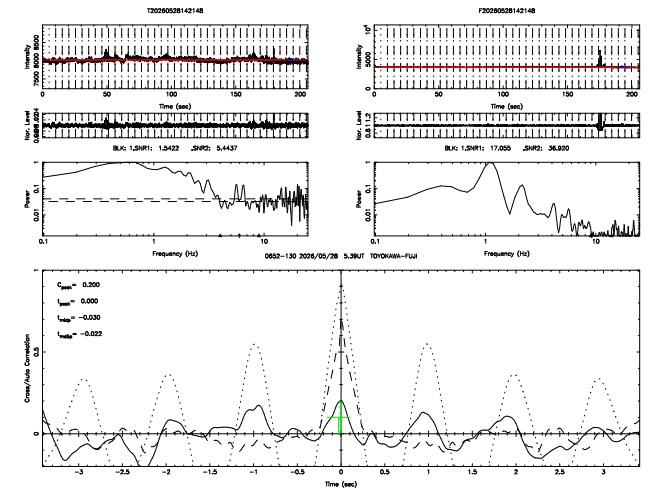 T20260528142148
F20260528142148
Intensity
7500 8000 8500
0 50 100 150 200
Time (sec)
Intensity
0 5000 10⁴
0 50 100 150 200
Time (sec)
Nor. Level
Nor. Level
0.8 1 1.2
BLK: 1,SNR1: 1.5422 ,SNR2: 5.4437
BLK: 1,SNR1: 17.055 ,SNR2: 36.920
Power
0.01 0.1 1
0.1 1 10
Frequency (Hz)
Power
0.01 0.1 1
0.1 1 10
Frequency (Hz)
0652-130 2026/05/28 5.39UT TOYOKAWA-FUJI
Cross/Auto Correlation
0 0.5 1
Cpeak= 0.200
tpeak= 0.000
tmidp= -0.030
-0.022
-3 -2.5 -2 -1.5 -1 -0.5 0 0.5 1 1.5 2 2.5 3
Time (sec)